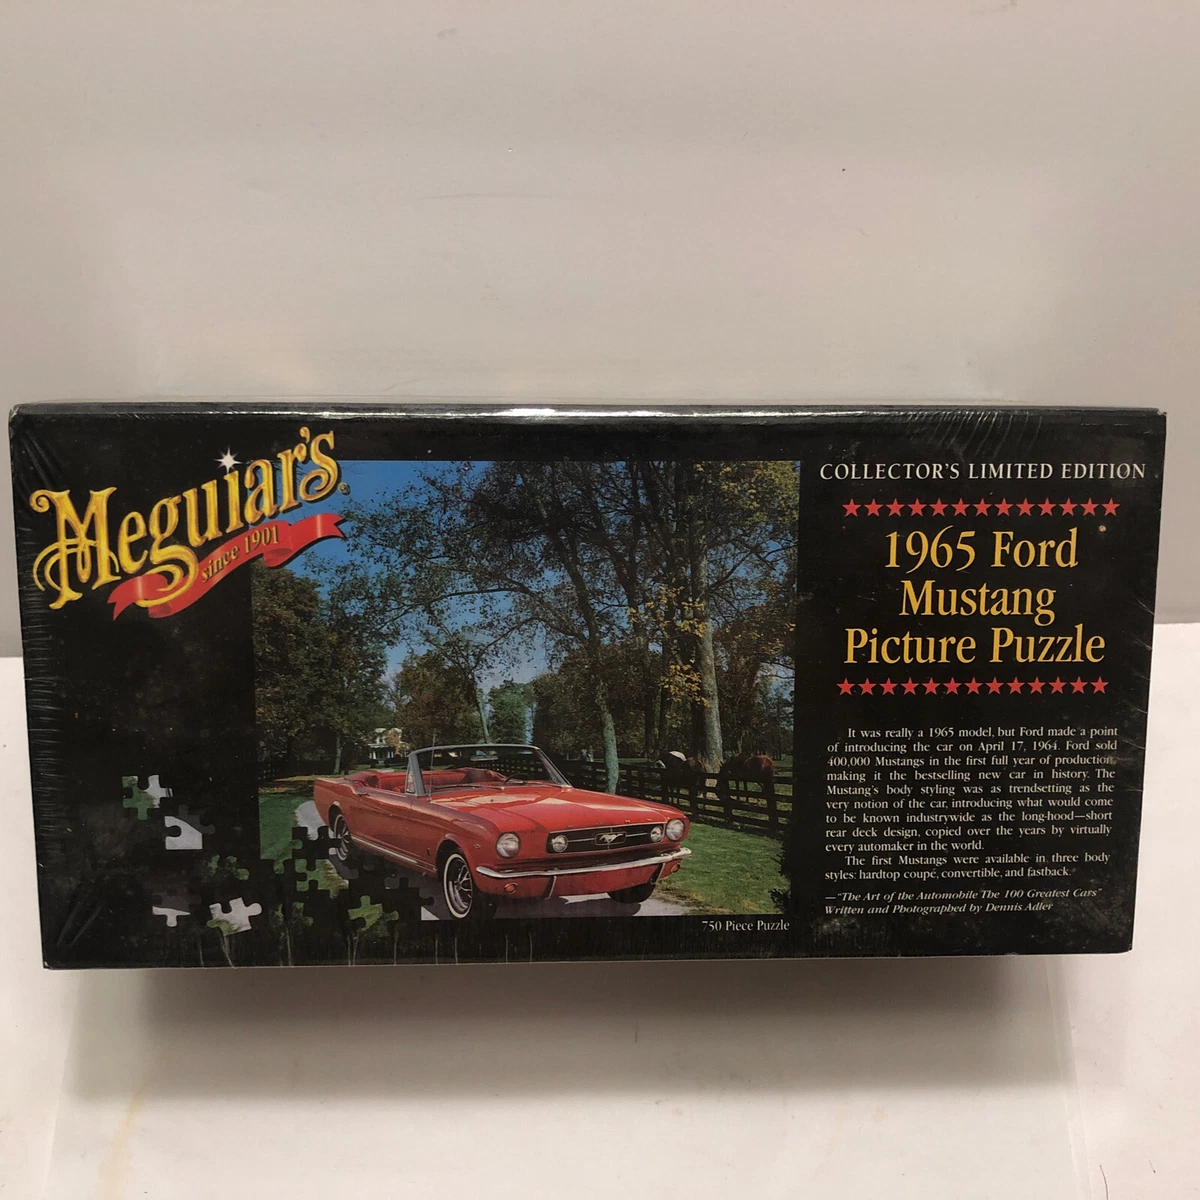 Meguiar's®
since 1901
COLLECTOR'S LIMITED EDITION
1965 Ford
Mustang
Picture Puzzle
It was really a 1965 model, but Ford made a point
of introducing the car on April 17, 1964. Ford sold
400,000 Mustangs in the first full year of production,
making it the bestselling new car in history. The
Mustang's body styling was as trendsetting as the
very notion of the car, introducing what would come
to be known industrywide as the long-hood—short
rear deck design, copied over the years by virtually
every automaker in the world.
The first Mustangs were available in three body
styles: hardtop coupé, convertible, and fastback.
—"The Art of the Automobile The 100 Greatest Cars"
Written and Photographed by Dennis Adler
750 Piece Puzzle